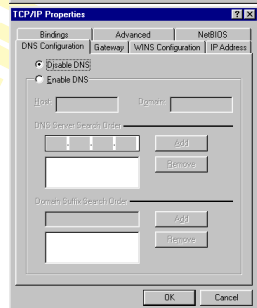 TCP/IP Properties
Bindings Advanced NetBIOS
DNS Configuration Gateway WINS Configuration IP Address
Disable DNS
Enable DNS
Host: Domain:
DNS Server Search Order
Add
Remove
Domain Suffix Search Order
Add
Remove
OK Cancel